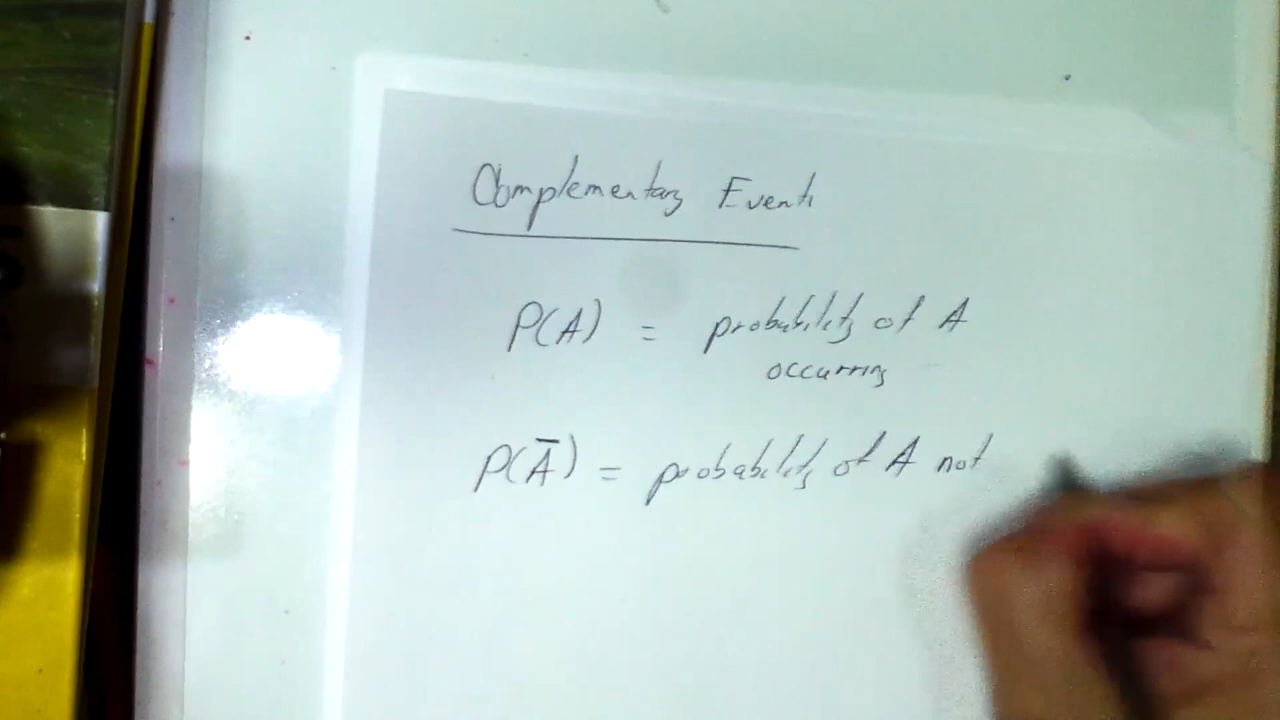 Complementary Events
P(A) = probability of A
occurring
P(Ā) = probability of A not